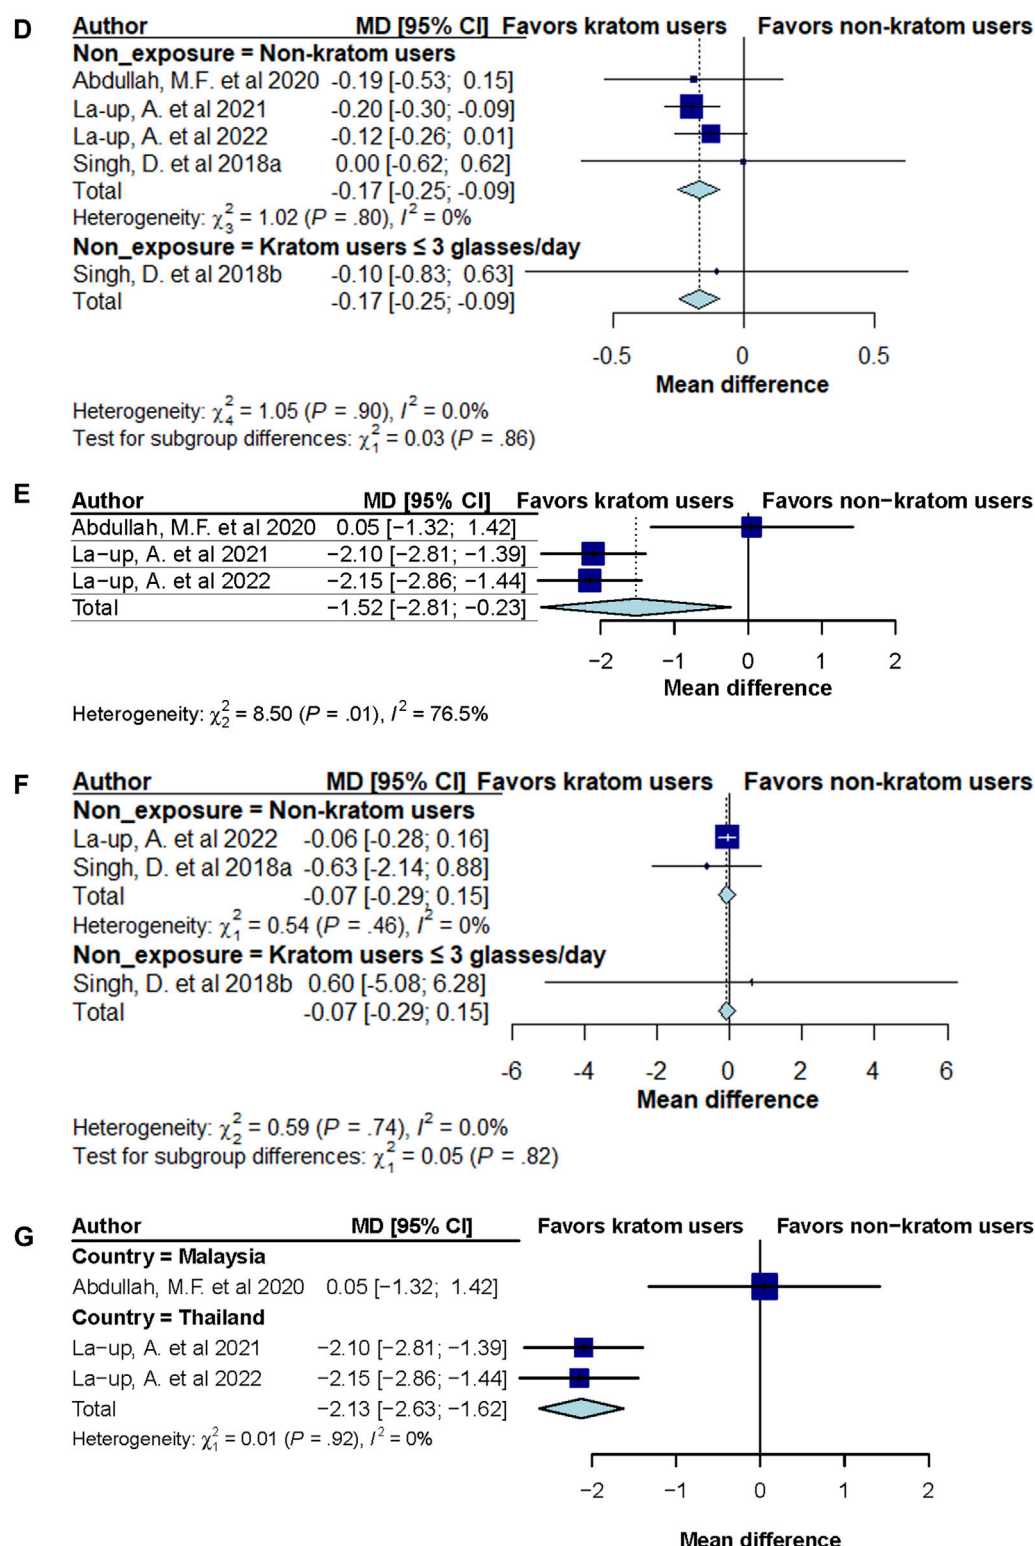 D
Author MD [95% CI] Favors kratom users Favors non-kratom users
Non_exposure = Non-kratom users
Abdullah, M.F. et al 2020 -0.19 [-0.53; 0.15]
La-up, A. et al 2021 -0.20 [-0.30; -0.09]
La-up, A. et al 2022 -0.12 [-0.26; 0.01]
Singh, D. et al 2018a 0.00 [-0.62; 0.62]
Total -0.17 [-0.25; -0.09]
Heterogeneity: χ²₃ = 1.02 (P = .80), I² = 0%
Non_exposure = Kratom users ≤ 3 glasses/day
Singh, D. et al 2018b -0.10 [-0.83; 0.63]
Total -0.17 [-0.25; -0.09]
-0.5 0 0.5
Mean difference
Heterogeneity: χ²₄ = 1.05 (P = .90), I² = 0.0%
Test for subgroup differences: χ²₁ = 0.03 (P = .86)
E
Author MD [95% CI] Favors kratom users Favors non−kratom users
Abdullah, M.F. et al 2020 0.05 [−1.32; 1.42]
La−up, A. et al 2021 −2.10 [−2.81; −1.39]
La−up, A. et al 2022 −2.15 [−2.86; −1.44]
Total −1.52 [−2.81; −0.23]
−2 −1 0 1 2
Mean difference
Heterogeneity: χ²₂ = 8.50 (P = .01), I² = 76.5%
F
Author MD [95% CI] Favors kratom users Favors non-kratom users
Non_exposure = Non-kratom users
La-up, A. et al 2022 -0.06 [-0.28; 0.16]
Singh, D. et al 2018a -0.63 [-2.14; 0.88]
Total -0.07 [-0.29; 0.15]
Heterogeneity: χ²₁ = 0.54 (P = .46), I² = 0%
Non_exposure = Kratom users ≤ 3 glasses/day
Singh, D. et al 2018b 0.60 [-5.08; 6.28]
Total -0.07 [-0.29; 0.15]
-6 -4 -2 0 2 4 6
Mean difference
Heterogeneity: χ²₂ = 0.59 (P = .74), I² = 0.0%
Test for subgroup differences: χ²₁ = 0.05 (P = .82)
G
Author MD [95% CI] Favors kratom users Favors non−kratom users
Country = Malaysia
Abdullah, M.F. et al 2020 0.05 [−1.32; 1.42]
Country = Thailand
La−up, A. et al 2021 −2.10 [−2.81; −1.39]
La−up, A. et al 2022 −2.15 [−2.86; −1.44]
Total −2.13 [−2.63; −1.62]
Heterogeneity: χ²₁ = 0.01 (P = .92), I² = 0%
−2 −1 0 1 2
Mean difference